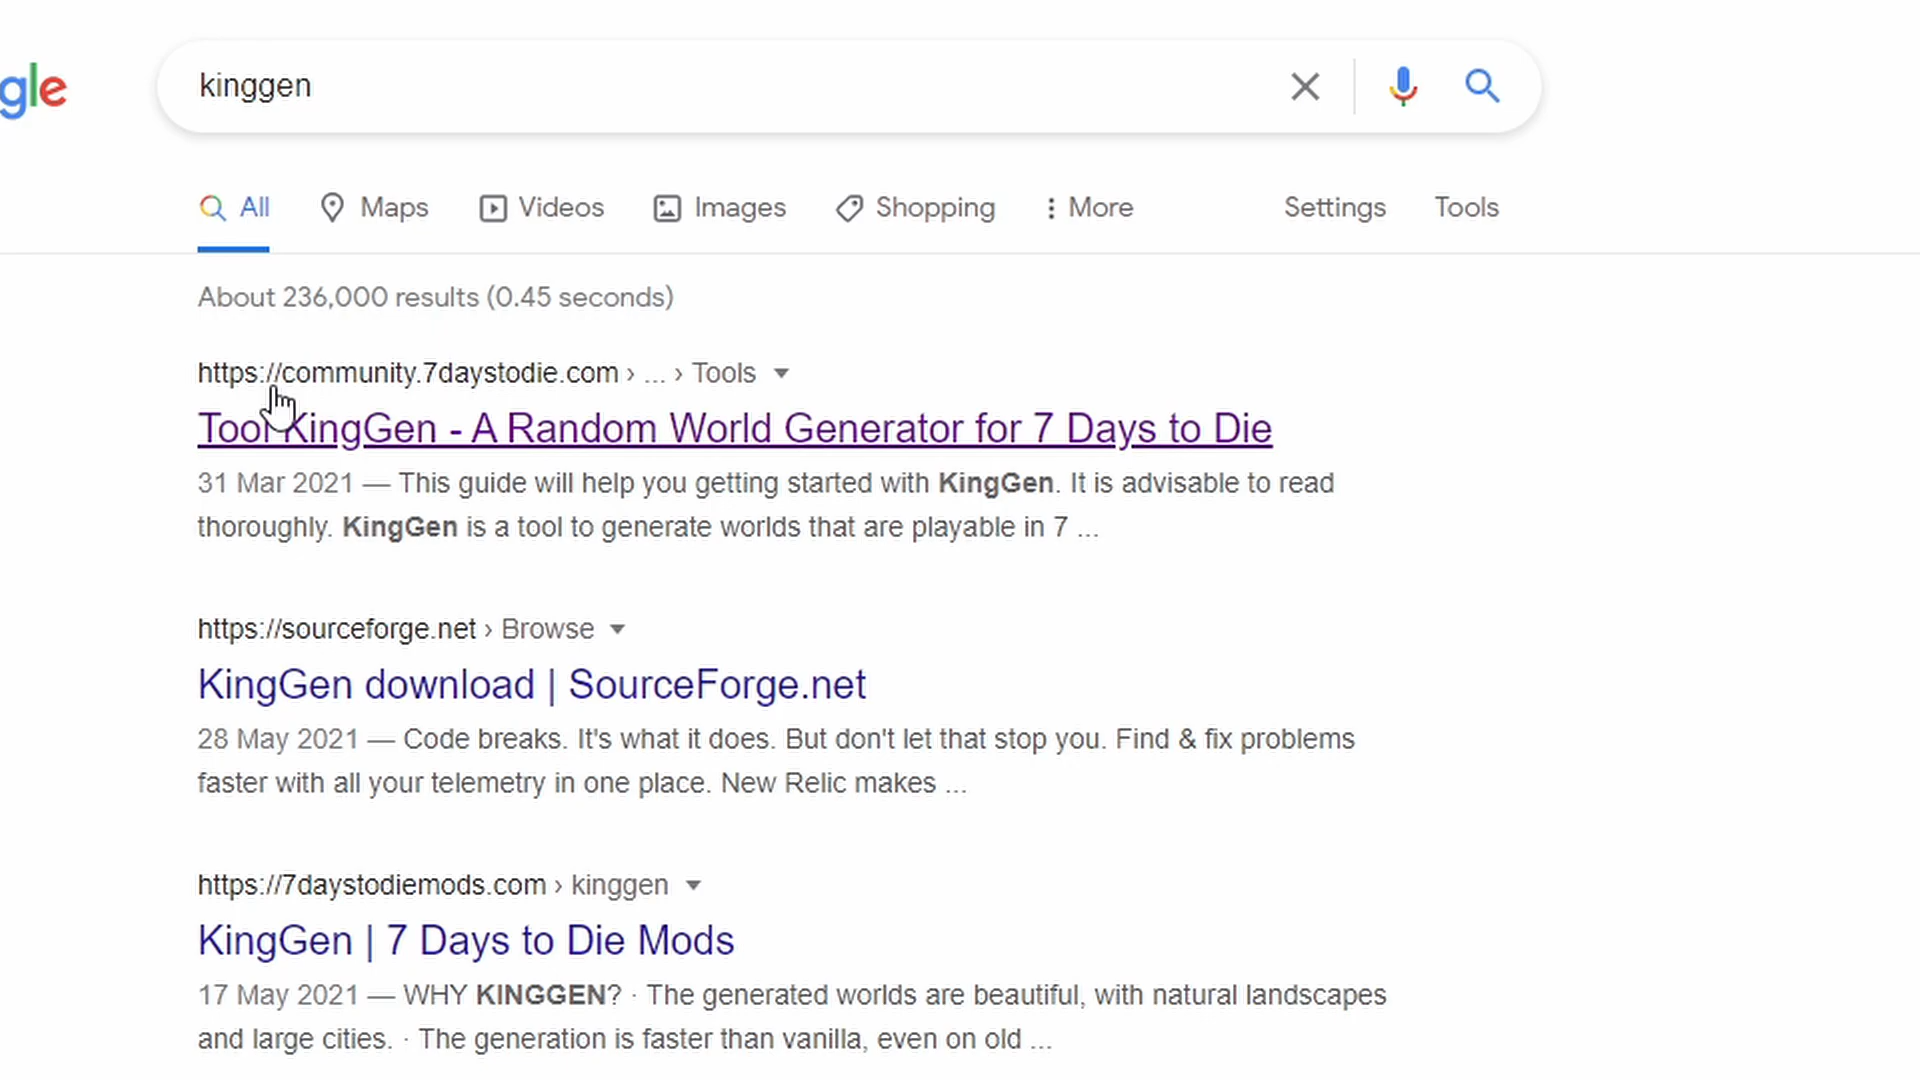 gle
kinggen
All Maps Videos Images Shopping More Settings Tools
About 236,000 results (0.45 seconds)
https://community.7daystodie.com › ... › Tools
Tool KingGen - A Random World Generator for 7 Days to Die
31 Mar 2021 — This guide will help you getting started with KingGen. It is advisable to read
thoroughly. KingGen is a tool to generate worlds that are playable in 7 ...
https://sourceforge.net › Browse
KingGen download | SourceForge.net
28 May 2021 — Code breaks. It's what it does. But don't let that stop you. Find & fix problems
faster with all your telemetry in one place. New Relic makes ...
https://7daystodiemods.com › kinggen
KingGen | 7 Days to Die Mods
17 May 2021 — WHY KINGGEN? · The generated worlds are beautiful, with natural landscapes
and large cities. · The generation is faster than vanilla, even on old ...